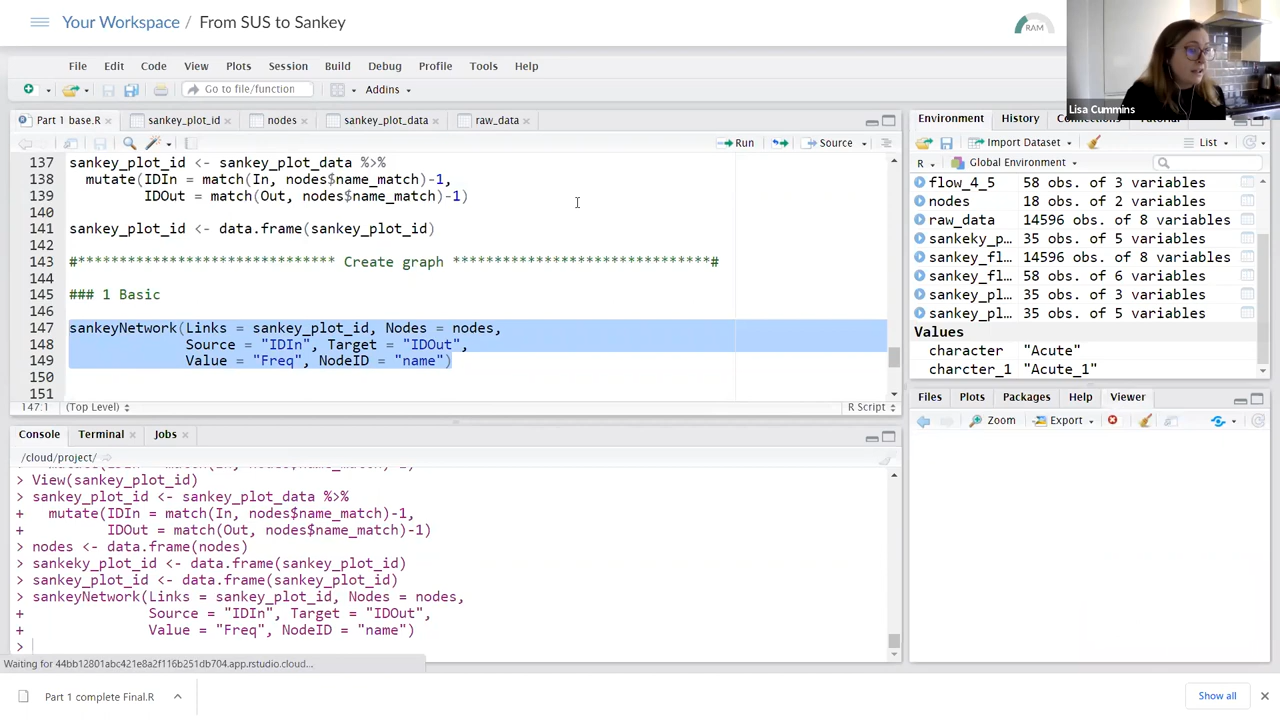 Your Workspace / From SUS to Sankey
RAM
Lisa Cummins
File Edit Code View Plots Session Build Debug Profile Tools Help
Go to file/function Addins
Part 1 base.R sankey_plot_id nodes sankey_plot_data raw_data
Run Source
137 sankey_plot_id <- sankey_plot_data %>%
138 mutate(IDIn = match(In, nodes$name_match)-1,
139 IDOut = match(Out, nodes$name_match)-1)
140
141 sankey_plot_id <- data.frame(sankey_plot_id)
142
143 #****************************** Create graph ******************************#
144
145 ### 1 Basic
146
147 sankeyNetwork(Links = sankey_plot_id, Nodes = nodes,
148 Source = "IDIn", Target = "IDOut",
149 Value = "Freq", NodeID = "name")
150
151
147:1 (Top Level) R Script
Console Terminal Jobs
/cloud/project/
> View(sankey_plot_id)
> sankey_plot_id <- sankey_plot_data %>%
+ mutate(IDIn = match(In, nodes$name_match)-1,
+ IDOut = match(Out, nodes$name_match)-1)
> nodes <- data.frame(nodes)
> sankeky_plot_id <- data.frame(sankey_plot_id)
> sankey_plot_id <- data.frame(sankey_plot_id)
> sankeyNetwork(Links = sankey_plot_id, Nodes = nodes,
+ Source = "IDIn", Target = "IDOut",
+ Value = "Freq", NodeID = "name")
>
Waiting for 44bb12801abc421e8a2f116b251db704.app.rstudio.cloud...
Part 1 complete Final.R
Show all
Environment History Connections Tutorial
Import Dataset List
R Global Environment
flow_4_5 58 obs. of 3 variables
nodes 18 obs. of 2 variables
raw_data 14596 obs. of 8 variables
sankeky_p... 35 obs. of 5 variables
sankey_fl... 14596 obs. of 8 variables
sankey_fl... 58 obs. of 6 variables
sankey_pl... 35 obs. of 3 variables
sankey_pl... 35 obs. of 5 variables
Values
character "Acute"
charcter_1 "Acute_1"
Files Plots Packages Help Viewer
Zoom Export